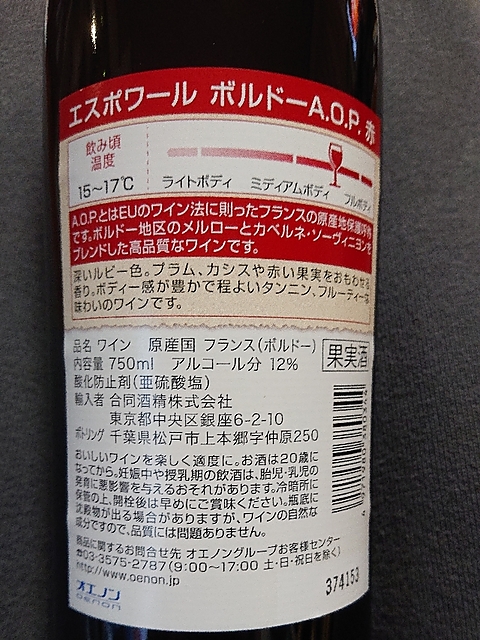 エスポワール ボルドーA.O.P. 赤
飲み頃
温度
15～17℃
ライトボディ ミディアムボディ フルボディ
A.O.P.とはEUのワイン法に則ったフランスの原産地保護呼称
です。ボルドー地区のメルローとカベルネ・ソーヴィニヨンを
ブレンドした高品質なワインです。
深いルビー色。プラム、カシスや赤い果実をおもわせる
香り。ボディー感が豊かで程よいタンニン、フルーティーな
味わいのワインです。
品名 ワイン 原産国 フランス(ボルドー)
果実酒
内容量 750ml アルコール分 12%
酸化防止剤(亜硫酸塩)
輸入者 合同酒精株式会社
東京都中央区銀座6-2-10
ボトリング 千葉県松戸市上本郷字仲原250
おいしいワインを楽しく適度に。お酒は20歳に
なってから。妊娠中や授乳期の飲酒は、胎児・乳児の
発育に悪影響を与えるおそれがあります。冷暗所に
保管の上、開栓後は早めにご賞味ください。瓶底に
沈殿物が出る場合がありますが、ワインの自然な
成分ですので、品質には問題ありません。
商品に関するお問合せ先 オエノングループお客様センター
☎03-3575-2787(9:00～17:00 土・日・祝日を除く)
http://www.oenon.jp
オエノン
OENON
374153